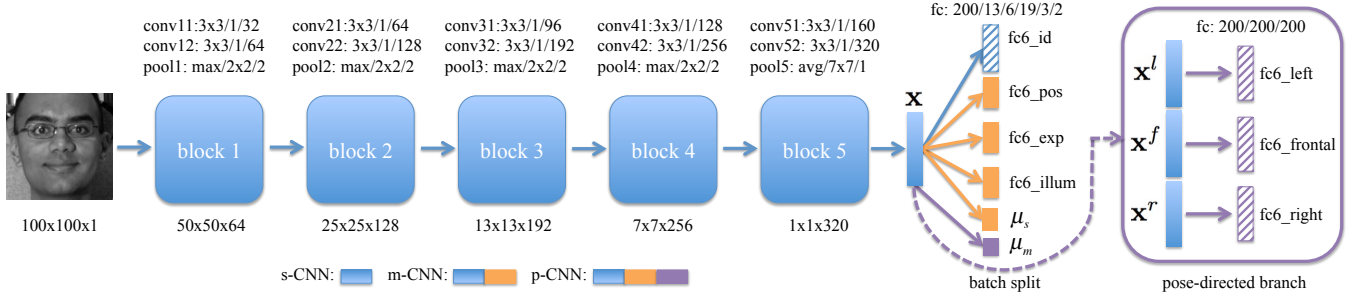 conv11:3x3/1/32
conv12: 3x3/1/64
pool1: max/2x2/2
conv21:3x3/1/64
conv22: 3x3/1/128
pool2: max/2x2/2
conv31:3x3/1/96
conv32: 3x3/1/192
pool3: max/2x2/2
conv41:3x3/1/128
conv42: 3x3/1/256
pool4: max/2x2/2
conv51:3x3/1/160
conv52: 3x3/1/320
pool5: avg/7x7/1
fc: 200/13/6/19/3/2
fc: 200/200/200
block 1
block 2
block 3
block 4
block 5
x
fc6_id
fc6_pos
fc6_exp
fc6_illum
μs
μm
x^l
fc6_left
x^f
fc6_frontal
x^r
fc6_right
100x100x1
50x50x64
25x25x128
13x13x192
7x7x256
1x1x320
s-CNN:
m-CNN:
p-CNN:
batch split
pose-directed branch